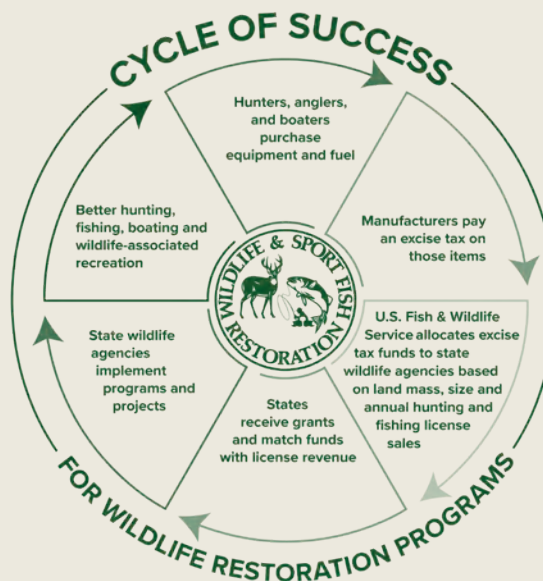 CYCLE OF SUCCESS
Hunters, anglers,
and boaters
purchase
equipment and fuel
Manufacturers pay
an excise tax on
those items
U.S. Fish & Wildlife
Service allocates excise
tax funds to state
wildlife agencies based
on land mass, size and
annual hunting and
fishing license
sales
States
receive grants
and match funds
with license revenue
State wildlife
agencies
implement
programs and
projects
Better hunting,
fishing, boating and
wildlife-associated
recreation
WILDLIFE & SPORT FISH
RESTORATION
FOR WILDLIFE RESTORATION PROGRAMS